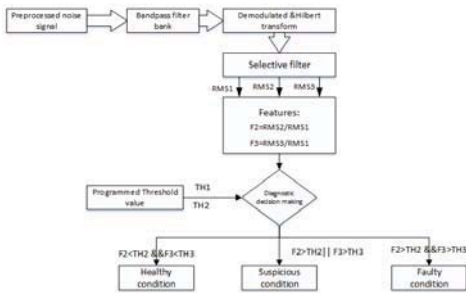 Preprocessed noise
signal
Bandpass filter
bank
Demodulated &Hilbert
transform
Selective filter
RMS1
RMS2
RMS3
Features:
F2=RMS2/RMS1
F3=RMS3/RMS1
Programmed Threshold
value
TH1
TH2
Diagnostic
decision making
F2<TH2 &&F3<TH3
F2>TH2|| F3>TH3
F2>TH2 &&F3>TH3
Healthy
condition
Suspicious
condition
Faulty
condition